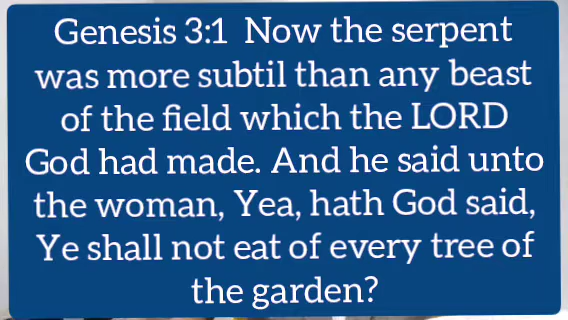 Genesis 3:1  Now the serpent
was more subtil than any beast
of the field which the LORD
God had made. And he said unto
the woman, Yea, hath God said,
Ye shall not eat of every tree of
the garden?